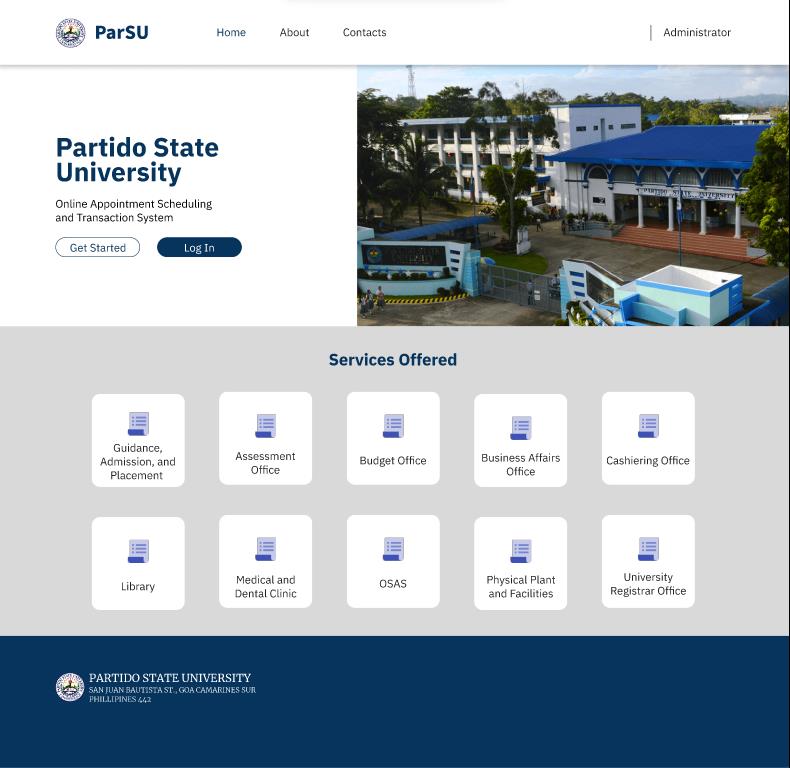 ParSU
Home
About
Contacts
Administrator
Partido State
University
Online Appointment Scheduling
and Transaction System
Get Started
Log In
PARTIDO STATE UNIVERSITY
Services Offered
Guidance,
Admission, and
Placement
Assessment
Office
Budget Office
Business Affairs
Office
Cashiering Office
Library
Medical and
Dental Clinic
OSAS
Physical Plant
and Facilities
University
Registrar Office
PARTIDO STATE UNIVERSITY
SAN JUAN BAUTISTA ST., GOA CAMARINES SUR
PHILLIPINES 442